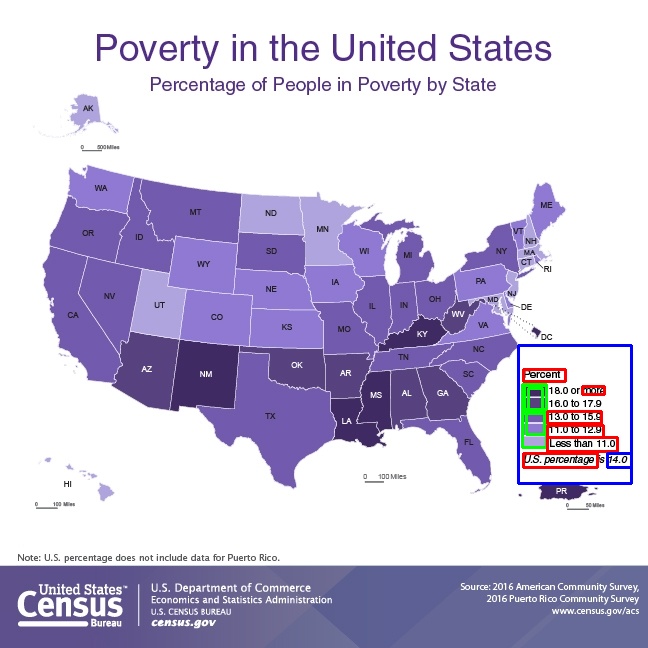 Poverty in the United States
Percentage of People in Poverty by State
AK
0 500 Miles
WA
MT
ND
MN
ME
OR
ID
SD
WI
MI
VT
NH
NY
MA
CT
RI
WY
IA
NE
PA
NJ
NV
UT
CO
IL
IN
OH
MD
DE
CA
KS
MO
WV
VA
KY
DC
AZ
NM
OK
AR
TN
NC
SC
MS
AL
GA
TX
LA
FL
Percent
18.0 or more
16.0 to 17.9
13.0 to 15.9
11.0 to 12.9
Less than 11.0
U.S. percentage is 14.0
HI
0 100 Miles
0 100 Miles
PR
0 50 Miles
Note: U.S. percentage does not include data for Puerto Rico.
United States™
Census
Bureau
U.S. Department of Commerce
Economics and Statistics Administration
U.S. CENSUS BUREAU
census.gov
Source: 2016 American Community Survey,
2016 Puerto Rico Community Survey
www.census.gov/acs